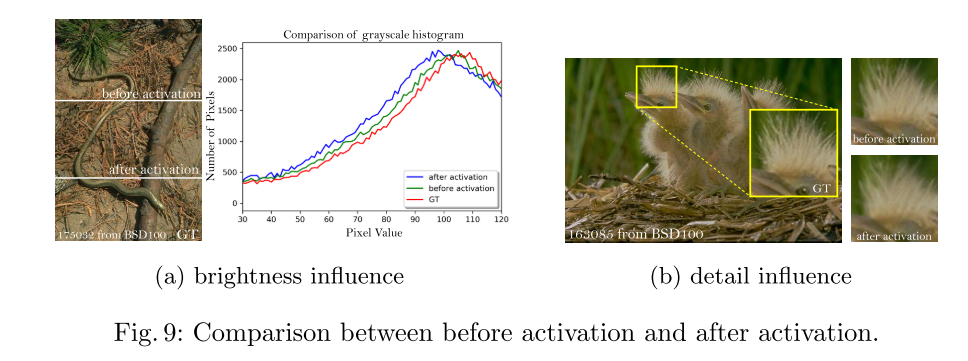 before activation
after activation
175032 from BSD100 GT
Comparison of grayscale histogram
Number of Pixels
2500
2000
1500
1000
500
0
after activation
before activation
GT
30 40 50 60 70 80 90 100 110 120
Pixel Value
GT
163085 from BSD100
before activation
after activation
(a) brightness influence
(b) detail influence
Fig. 9: Comparison between before activation and after activation.